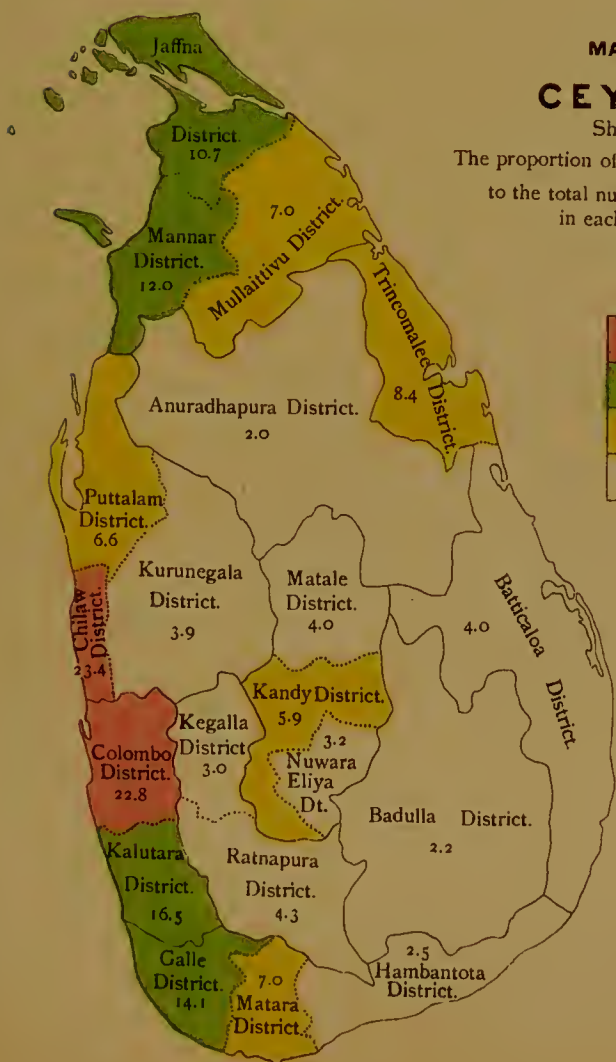 MA
CEY
Sh
The proportion of
to the total nu
in each
Jaffna
District.
10.7
Mannar
District.
12.0
7.0
Mullaittivu District.
Trincomalee District.
8.4
Anuradhapura District.
2.0
Puttalam
District.
6.6
Kurunegala
District.
3.9
Matale
District.
4.0
Batticaloa
District
4.0
Chilaw
District.
23.4
Kandy District.
5.9
Kegalla
District
3.0
3.2
Nuwara
Eliya
Dt.
Colombo
District.
22.8
Badulla District.
2.2
Kalutara
District.
16.5
Ratnapura
District.
4.3
Galle
District.
14.1
7.0
Matara
District.
2.5
Hambantota
District.